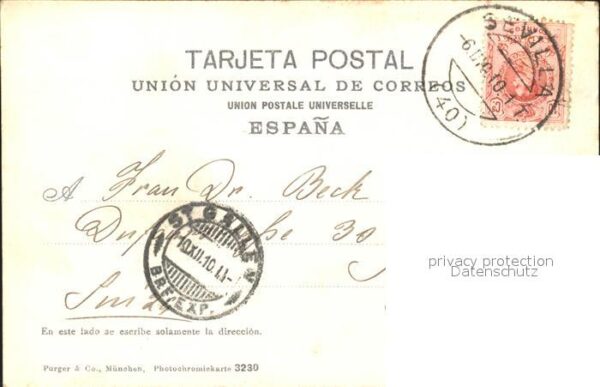 TARJETA POSTAL
UNIÓN UNIVERSAL DE CORREOS
UNION POSTALE UNIVERSELLE
ESPAÑA
SEVILLA
(40)
A Frau Dr. Beck
30
ST GALLEN
10.XII.10.11-
BRF.EXP.
privacy protection
Datenschutz
En este lado se escribe solamente la dirección.
Purger & Co., München, Photochromiekarte 3230